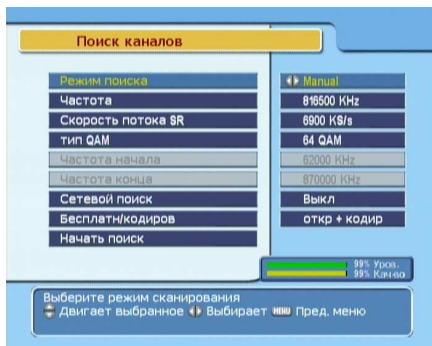 Поиск каналов
Режим поиска Manual
Частота 816500 KHz
Скорость потока SR 6900 KS/s
тип QAM 64 QAM
Частота начала 62000 KHz
Частота конца 870000 KHz
Сетевой поиск Выкл
Бесплатн/кодиров откр + кодир
Начать поиск
99% Уров.
99% Кач-во
Выберите режим сканирования
Двигает выбранное Выбирает MENU Пред. меню